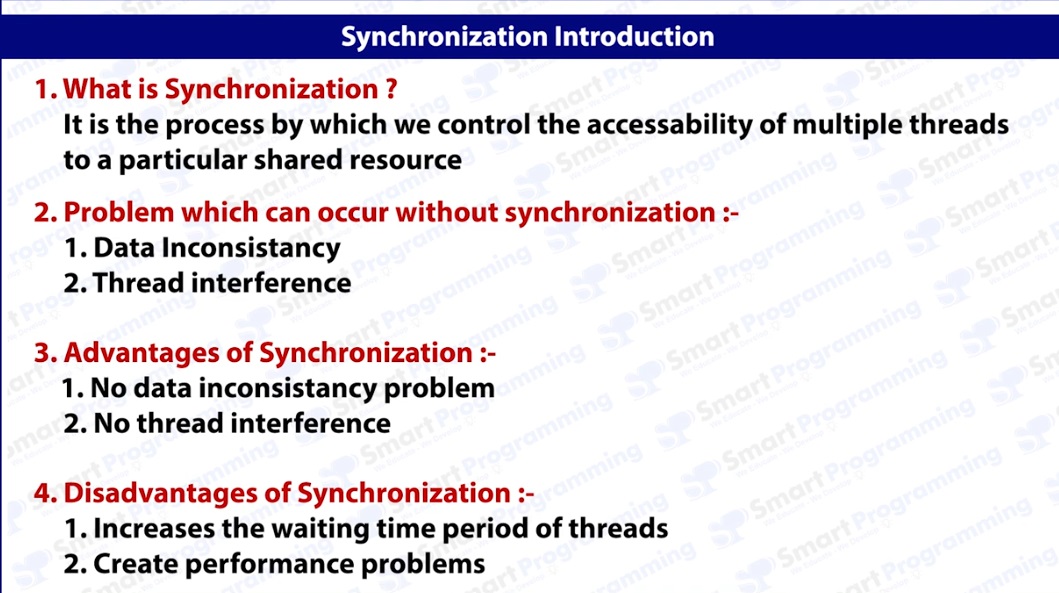 Synchronization Introduction
1. What is Synchronization ?
It is the process by which we control the accessability of multiple threads
to a particular shared resource
2. Problem which can occur without synchronization :-
1. Data Inconsistancy
2. Thread interference
3. Advantages of Synchronization :-
1. No data inconsistancy problem
2. No thread interference
4. Disadvantages of Synchronization :-
1. Increases the waiting time period of threads
2. Create performance problems